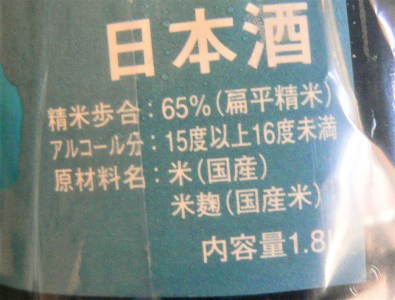 日本酒
精米歩合：65%(扁平精米)
アルコール分：15度以上16度未満
原材料名：米(国産)
米麹(国産米)
内容量1.8l